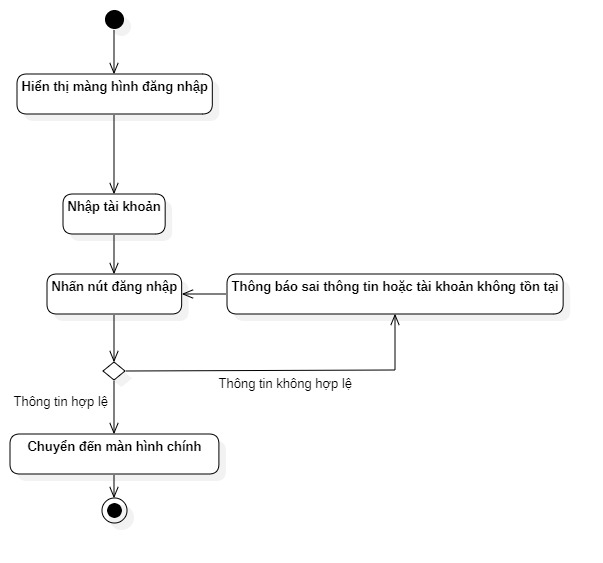 Hiển thị màng hình đăng nhập
Nhập tài khoản
Nhấn nút đăng nhập
Thông báo sai thông tin hoặc tài khoản không tồn tại
Thông tin không hợp lệ
Thông tin hợp lệ
Chuyển đến màn hình chính